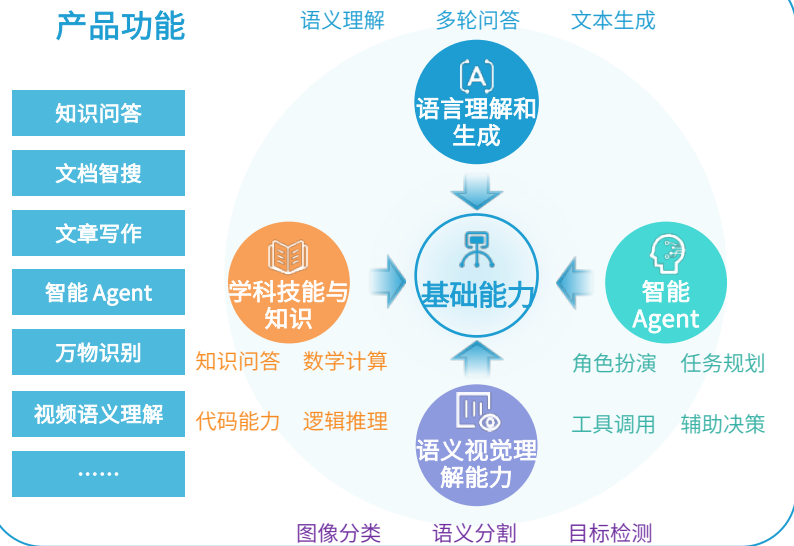 产品功能
知识问答
文档智搜
文章写作
智能 Agent
万物识别
视频语义理解
······
语义理解 多轮问答 文本生成
[A]
语言理解和
生成
学科技能与
知识
基础能力
智能
Agent
知识问答 数学计算
代码能力 逻辑推理
角色扮演 任务规划
工具调用 辅助决策
语义视觉理
解能力
图像分类 语义分割 目标检测